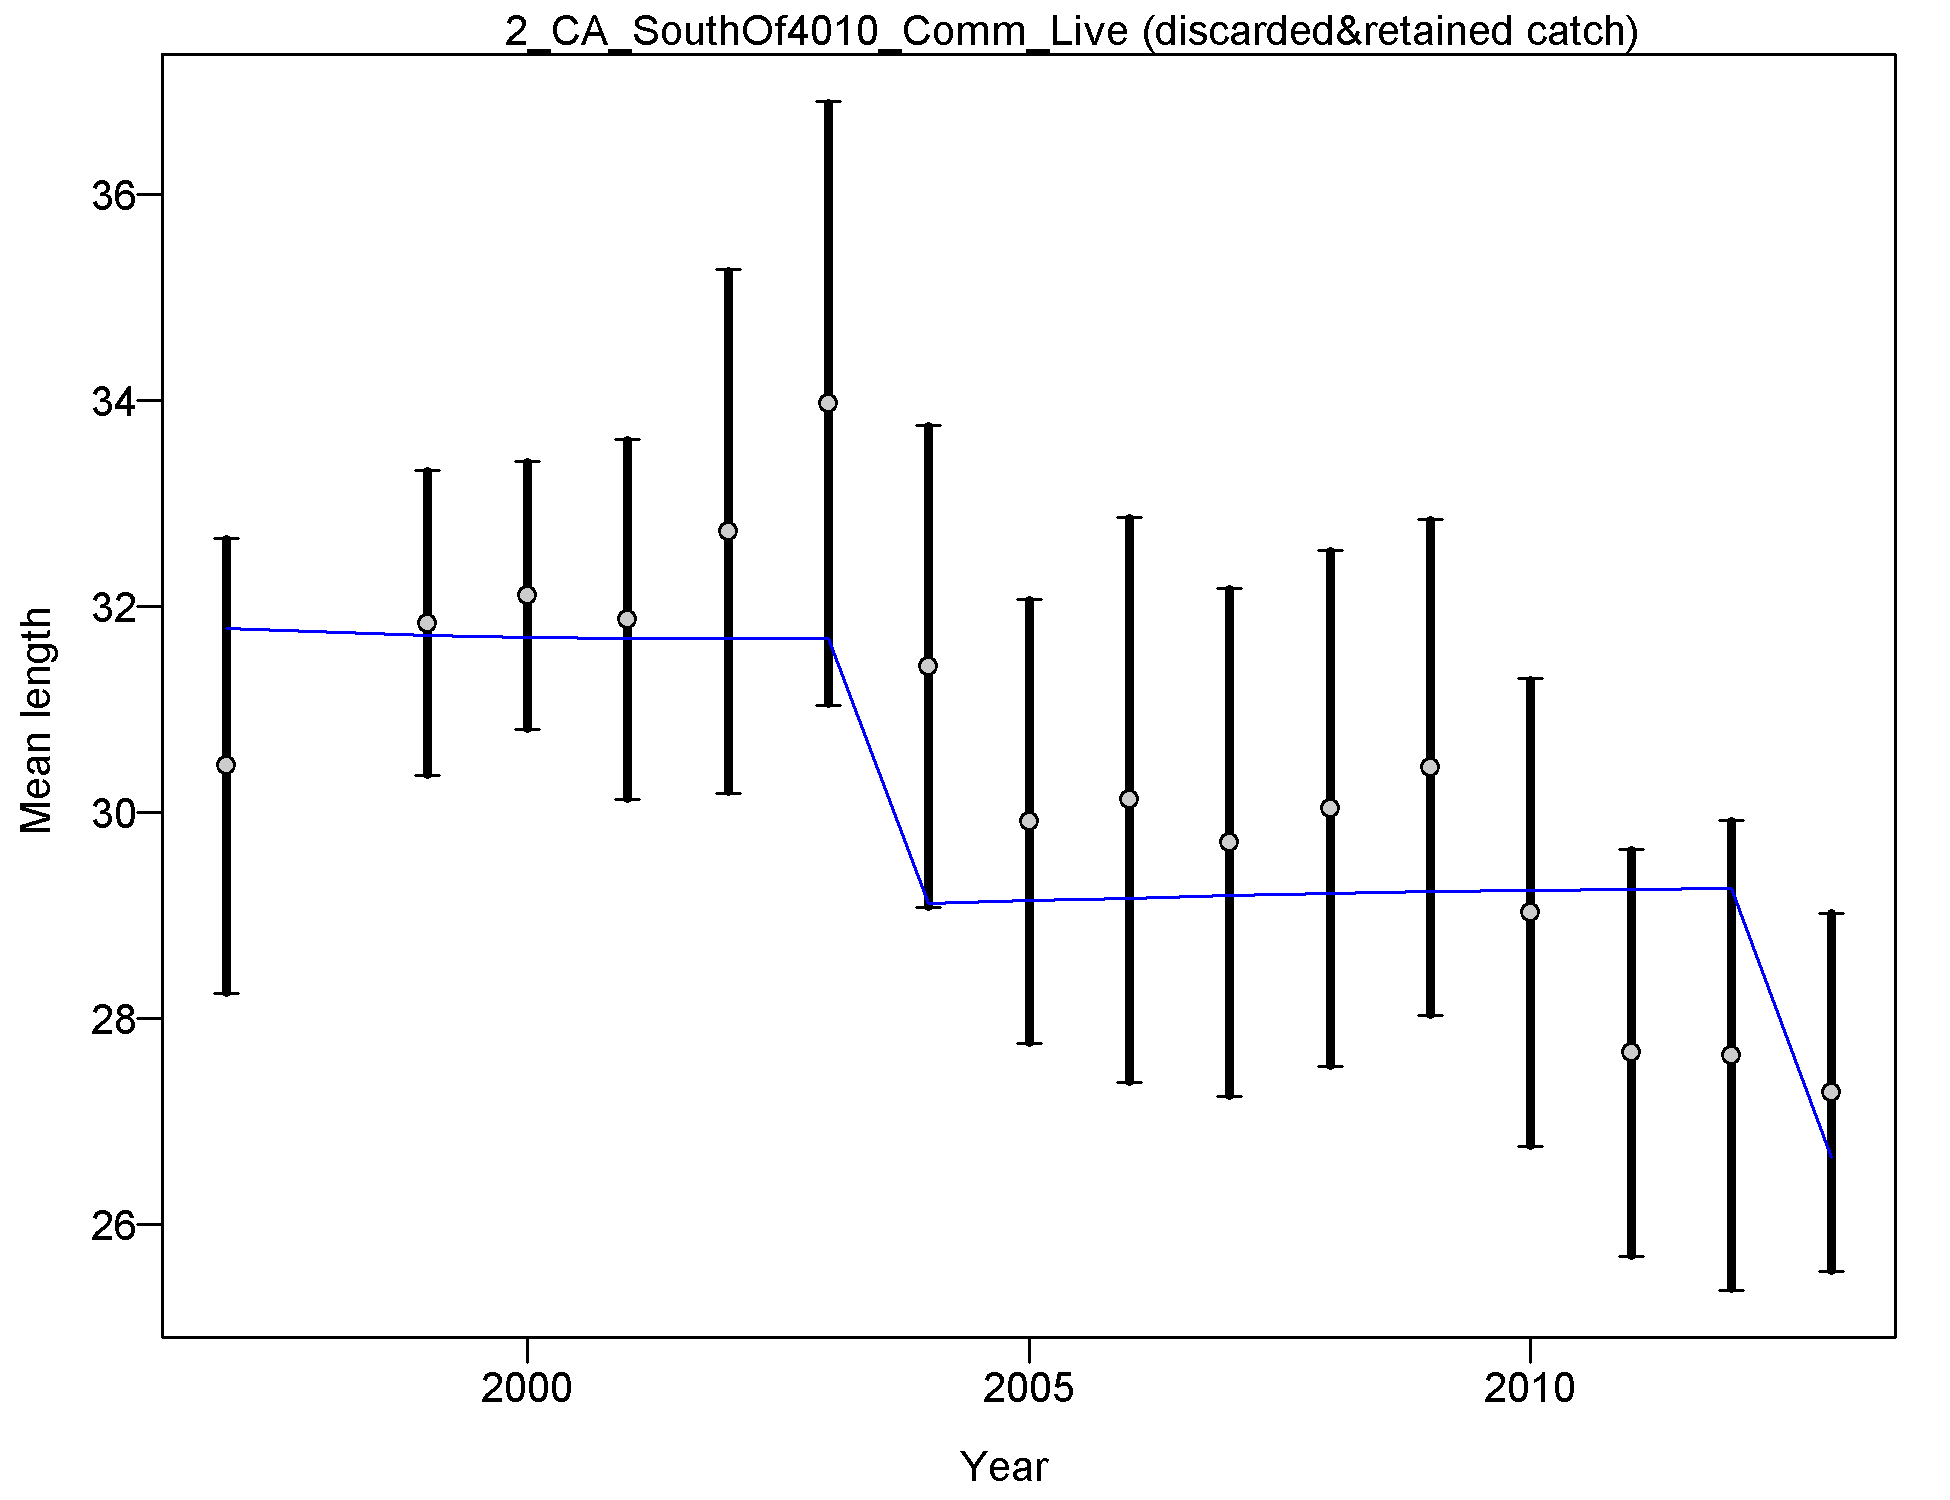 2_CA_SouthOf4010_Comm_Live (discarded&retained catch)
Mean length
36
34
32
30
28
26
2000 2005 2010
Year